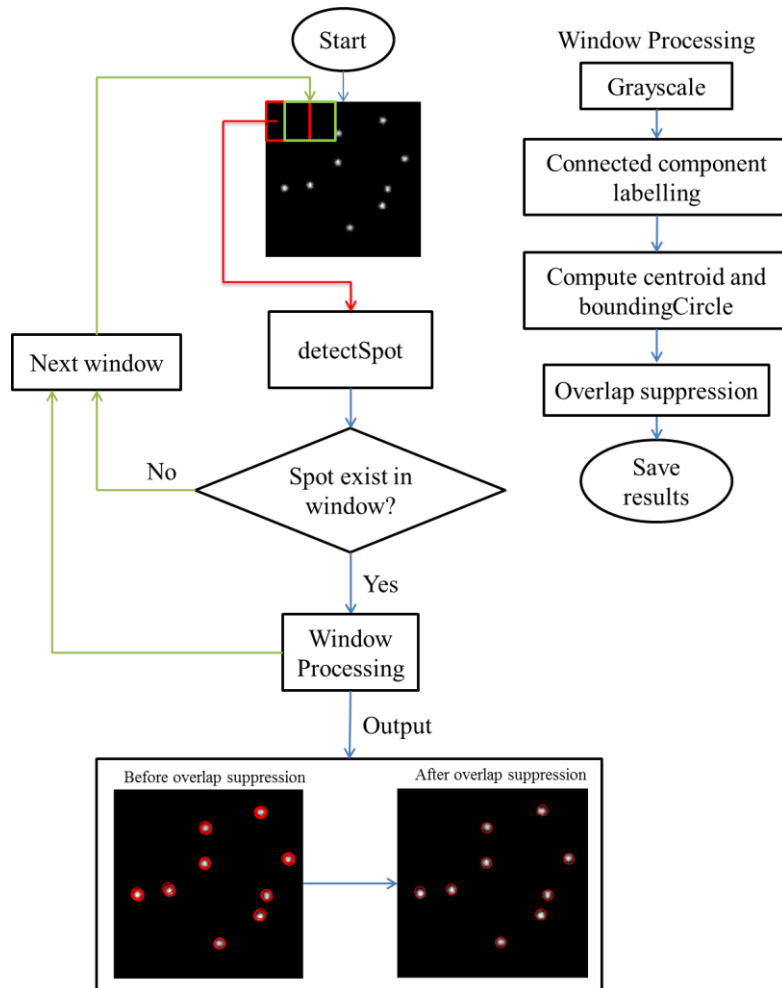 Start
Next window
detectSpot
No
Spot exist in
window?
Yes
Window
Processing
Output
Before overlap suppression
After overlap suppression
Window Processing
Grayscale
Connected component
labelling
Compute centroid and
boundingCircle
Overlap suppression
Save
results